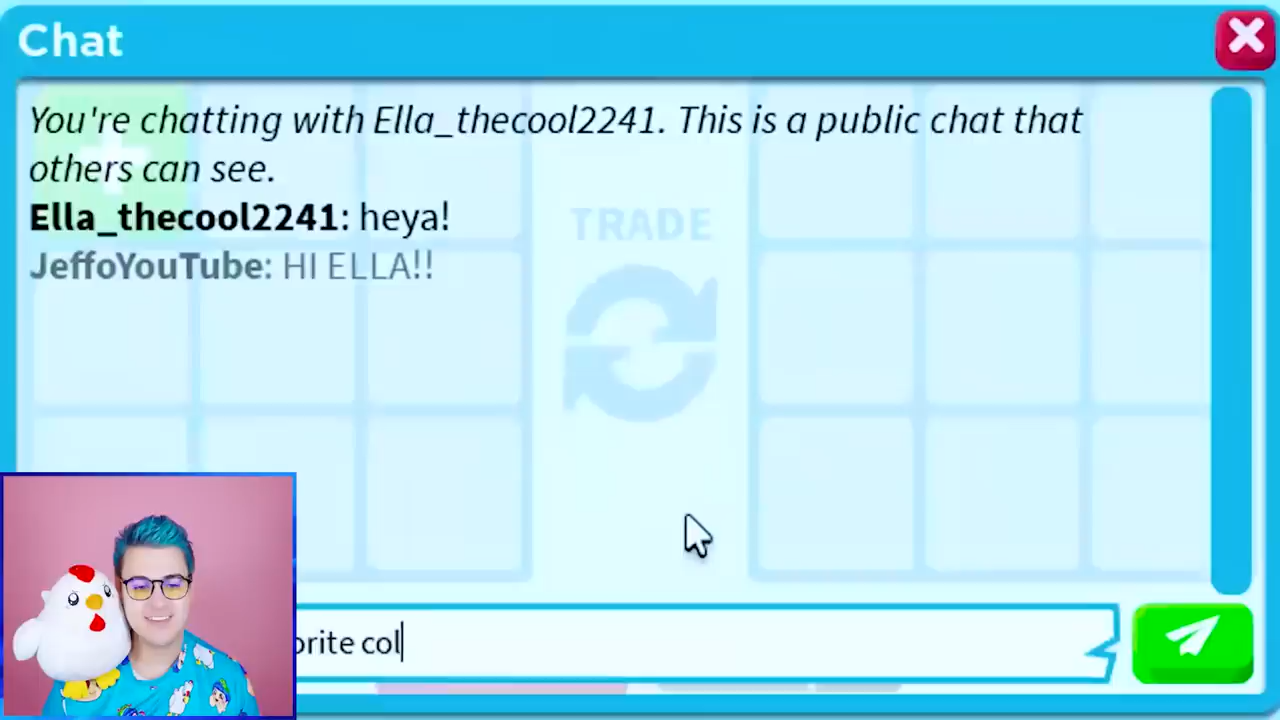 Chat
You're chatting with Ella_thecool2241. This is a public chat that
others can see.
Ella_thecool2241: heya!
TRADE
JeffoYouTube: HI ELLA!!
orite col